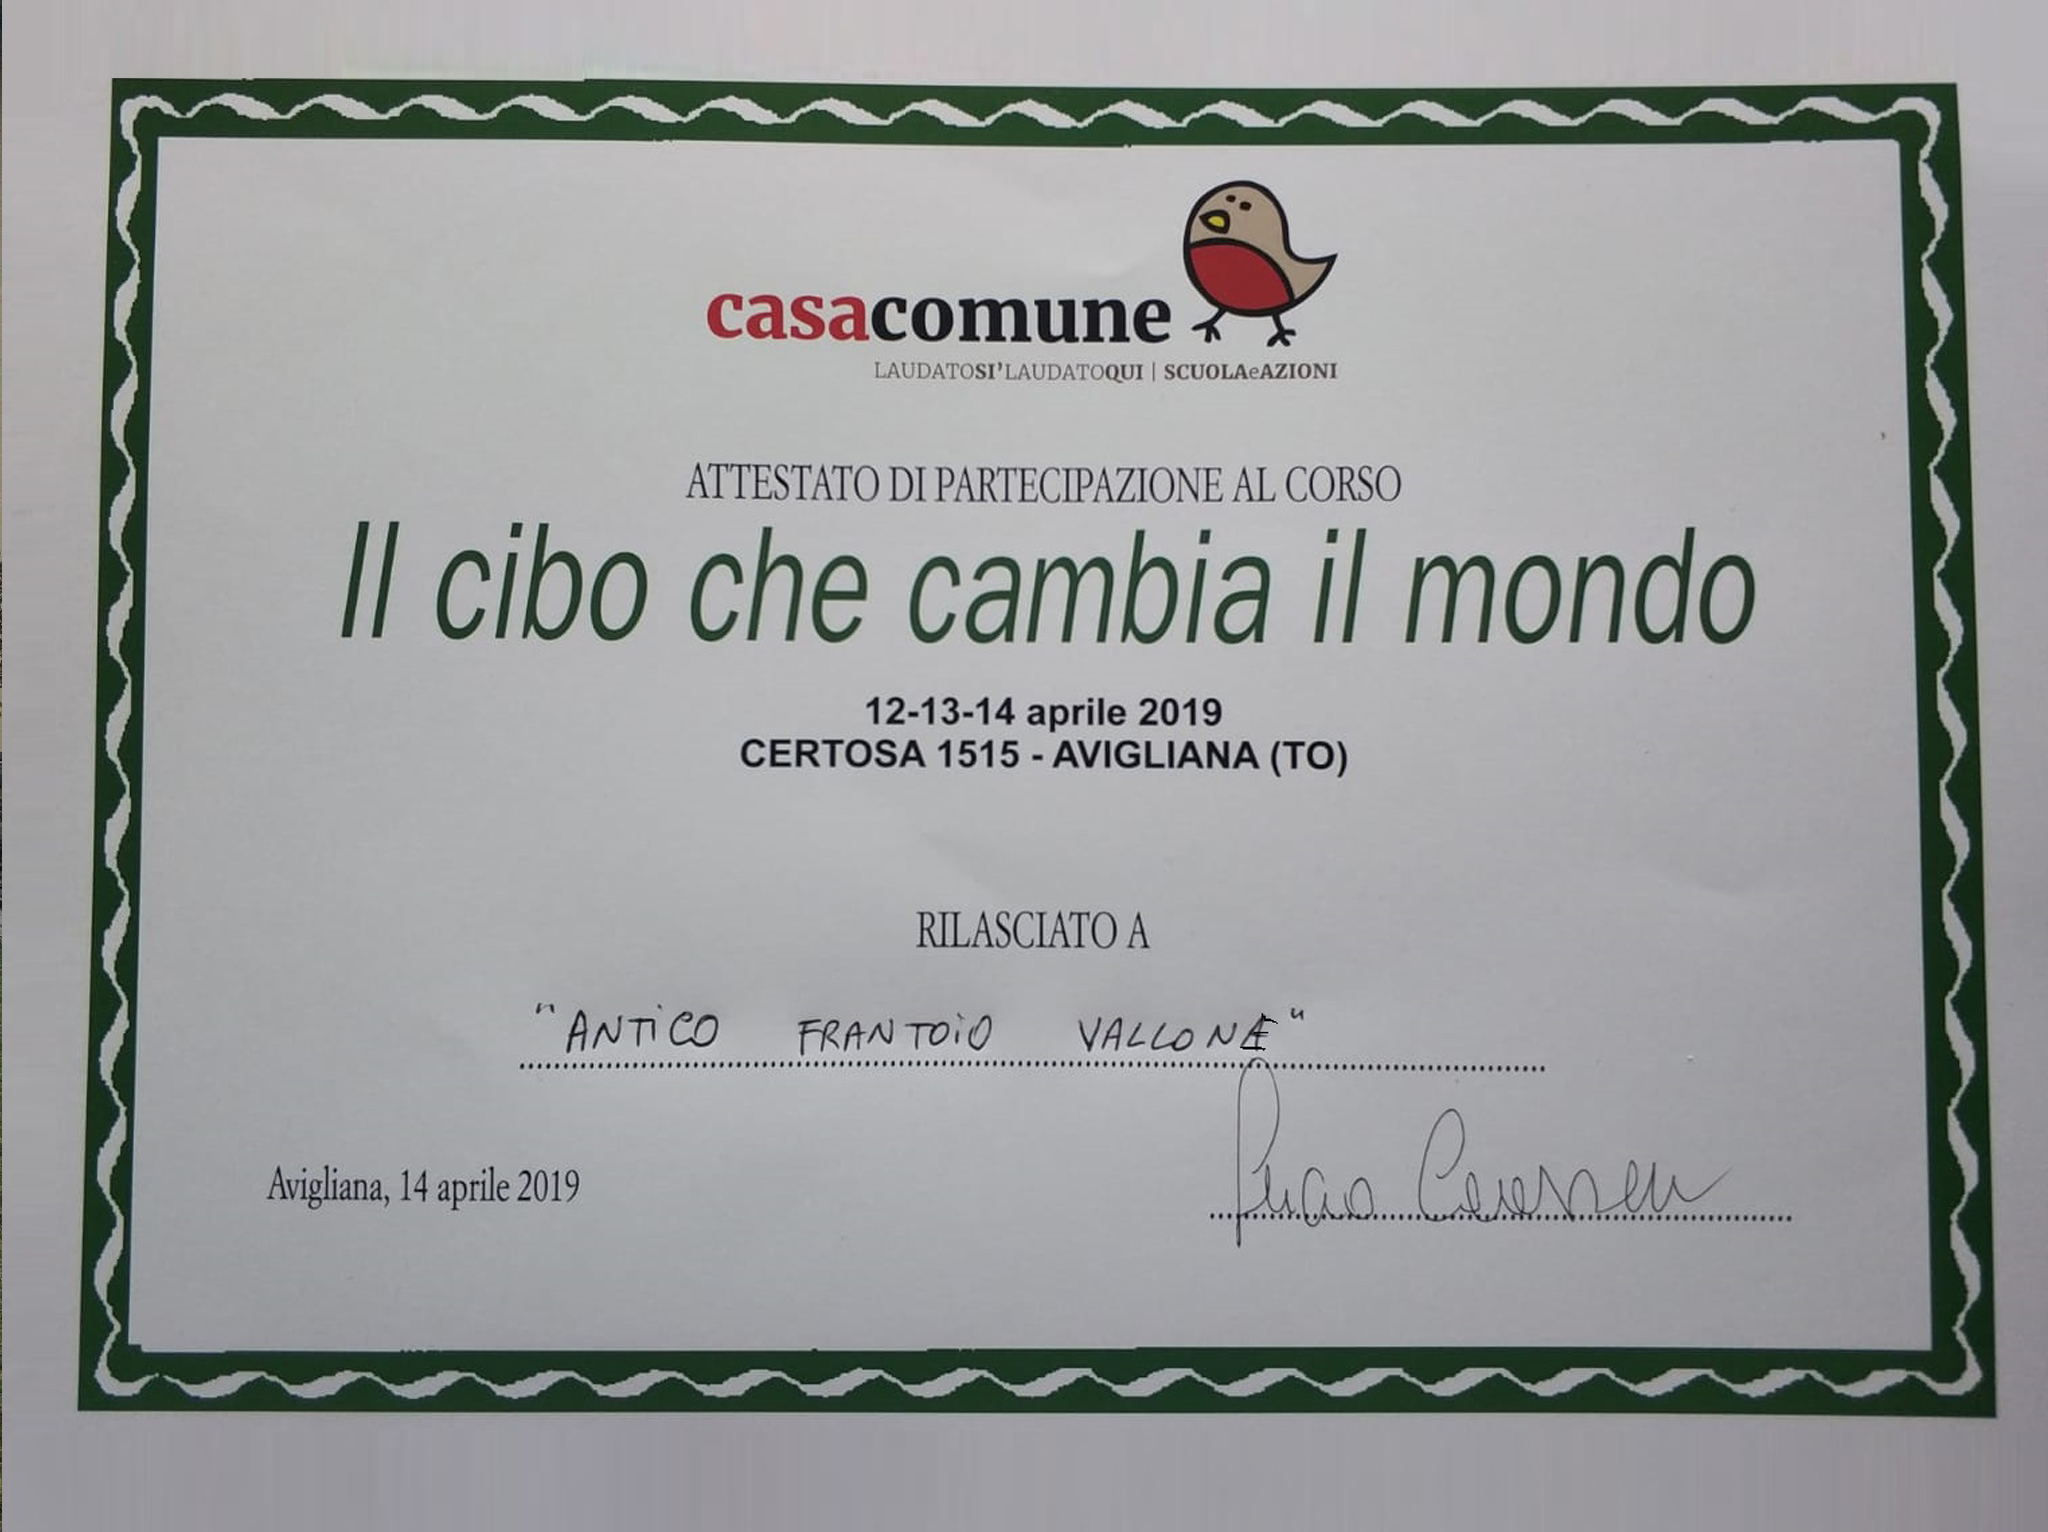 casacomune
LAUDATOSI'LAUDATOQUI | SCUOLAeAZIONI
ATTESTATO DI PARTECIPAZIONE AL CORSO
Il cibo che cambia il mondo
12-13-14 aprile 2019
CERTOSA 1515 - AVIGLIANA (TO)
RILASCIATO A
"ANTICO FRANTOIO VALLONE"
Avigliana, 14 aprile 2019